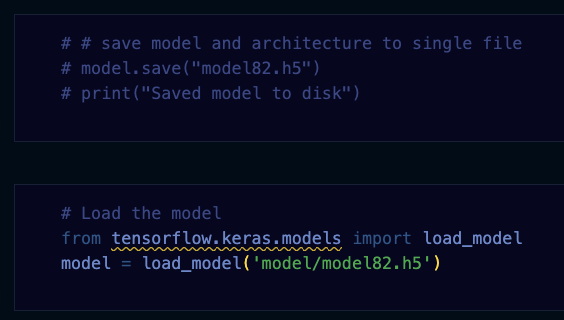 # # save model and architecture to single file
# model.save("model82.h5")
# print("Saved model to disk")
# Load the model
from tensorflow.keras.models import load_model
model = load_model('model/model82.h5')